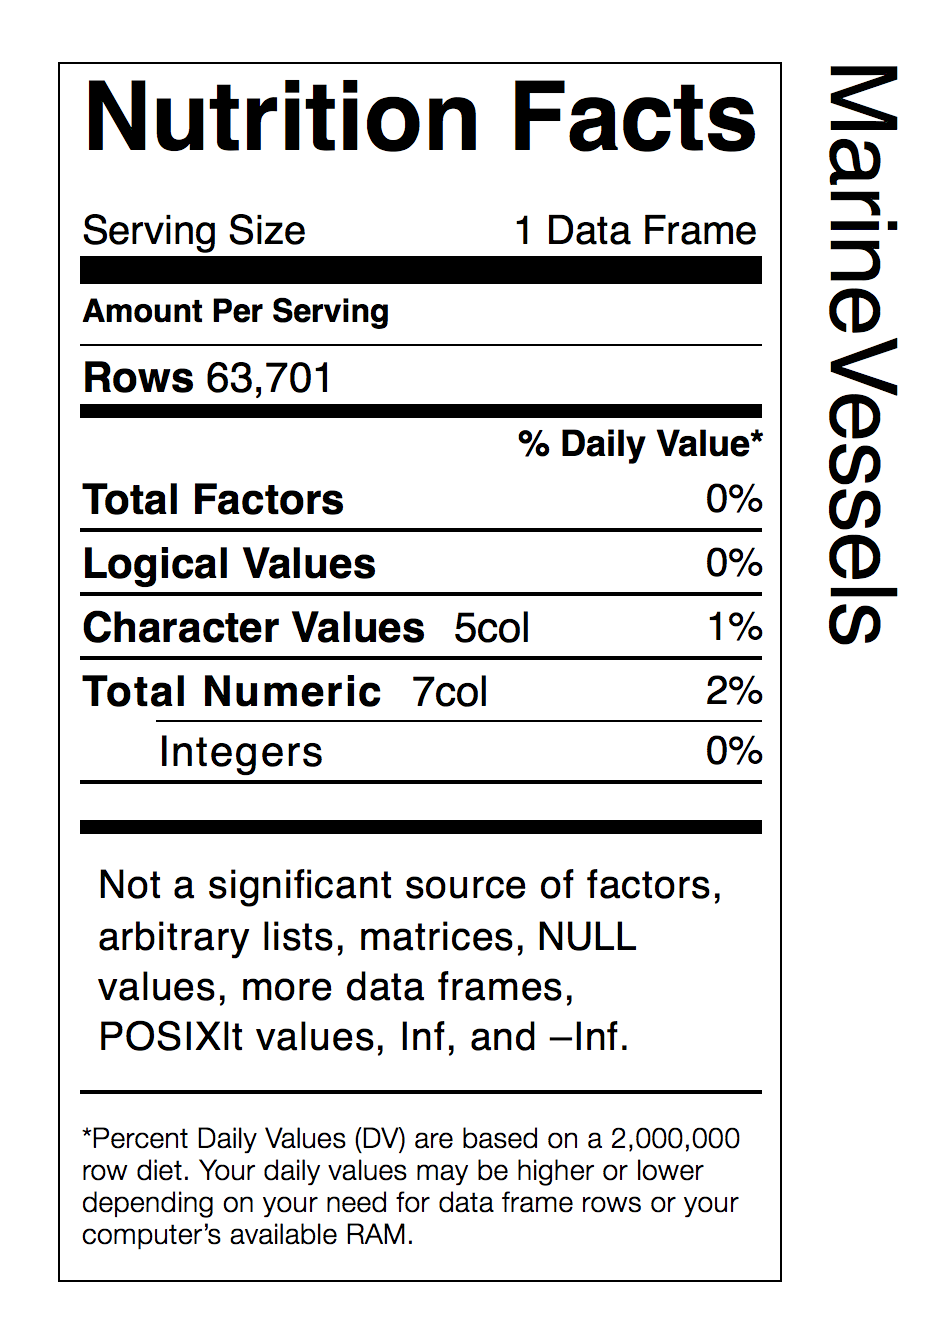 Nutrition Facts
Serving Size 1 Data Frame
Amount Per Serving
Rows 63,701
% Daily Value*
Total Factors 0%
Logical Values 0%
Character Values 5col 1%
Total Numeric 7col 2%
Integers 0%
Not a significant source of factors,
arbitrary lists, matrices, NULL
values, more data frames,
POSIXlt values, Inf, and –Inf.
*Percent Daily Values (DV) are based on a 2,000,000
row diet. Your daily values may be higher or lower
depending on your need for data frame rows or your
computer’s available RAM.
MarineVessels